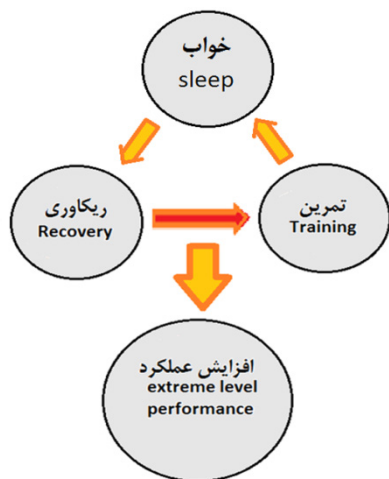 خواب
sleep
ریکاوری
Recovery
تمرین
Training
افزایش عملکرد
extreme level
performance